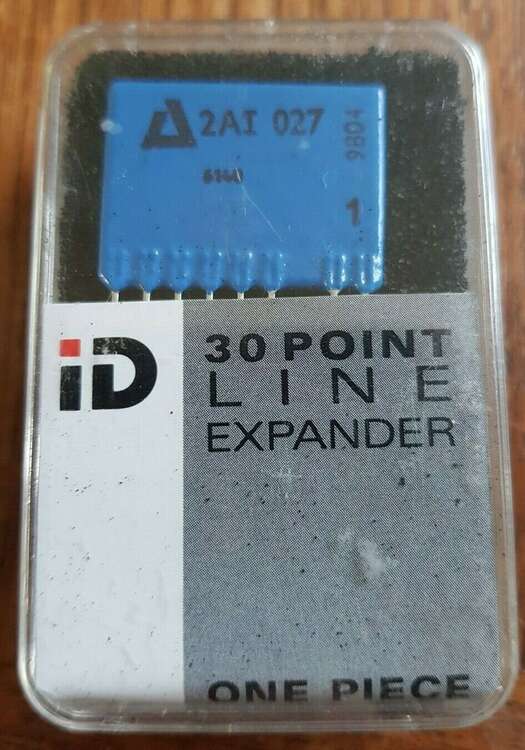 2AI 027
9804
6140
1
iD
30 POINT
LINE
EXPANDER
ONE PIECE